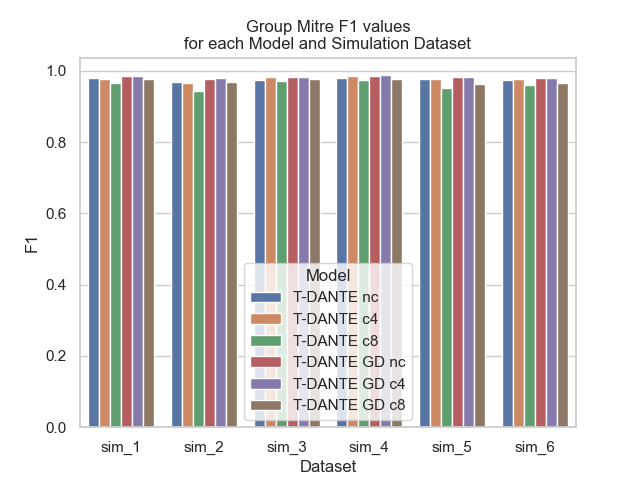 Group Mitre F1 values
for each Model and Simulation Dataset
1.0
0.8
0.6
0.4
0.2
0.0
F1
Model
T-DANTE nc
T-DANTE c4
T-DANTE c8
T-DANTE GD nc
T-DANTE GD c4
T-DANTE GD c8
sim_1 sim_2 sim_3 sim_4 sim_5 sim_6
Dataset